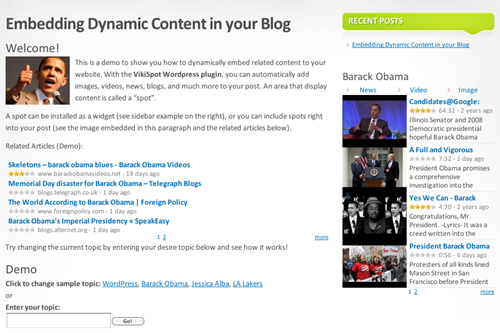 Embedding Dynamic Content in your Blog
Welcome!
This is a demo to show you how to dynamically embed related content to your
website. With the VikiSpot Wordpress plugin, you can automatically add
images, videos, news, blogs, and much more to your post. An area that display
content is called a "spot".
A spot can be installed as a widget (see sidebar example on the right), or you can include spots right
into your post (see the image embedded in this paragraph and the related articles below).
Related Articles (Demo):
Skeletons – barack obama blues - Barack Obama Videos
www.barackobamavideos.net - 19 days ago
Memorial Day disaster for Barack Obama – Telegraph Blogs
blogs.telegraph.co.uk - 1 day ago
The World According to Barack Obama | Foreign Policy
www.foreignpolicy.com - 1 day ago
Barack Obama's Imperial Presidency « SpeakEasy
blogs.alternet.org - 1 day ago
1 2 more
Try changing the current topic by entering your desire topic below and see how it works!
Demo
Click to change sample topic: WordPress, Barack Obama, Jessica Alba, LA Lakers
or
Enter your topic:
Go!
RECENT POSTS
Embedding Dynamic Content in your Blog
Barack Obama
News Video Image
Candidates@Google:
64:32 - 2 years ago
Illinois Senator and 2008
Democratic presidential
hopeful Barack Obama
A Full and Vigorous
7:32 - 1 day ago
President Obama promises
a comprehensive
investigation into the
Yes We Can - Barack
4:30 - 2 years ago
Congratulations, Mr.
President. -Lyrics- It was a
creed written into the
President Barack Obama
0:56 - 6 days ago
Protesters of all kinds lined
Mason Street in San
Francisco before President
1 2 more